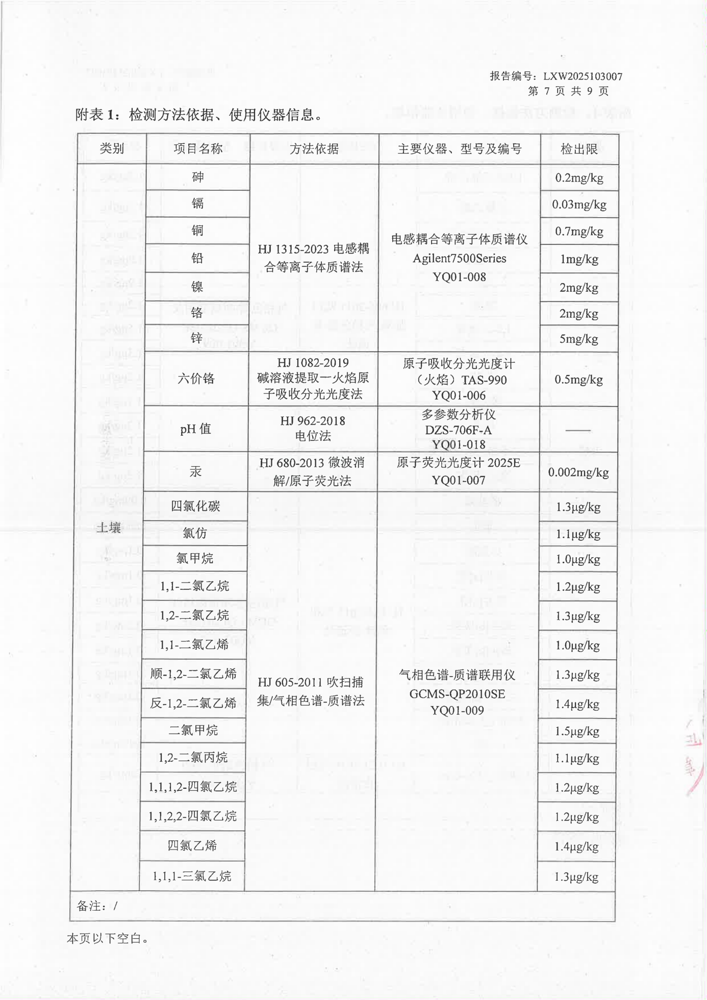 报告编号：LXW2025103007
第 7 页 共 9 页
附表 1：检测方法依据、使用仪器信息。
类别 项目名称 方法依据 主要仪器、型号及编号 检出限
土壤
砷 0.2mg/kg
镉 0.03mg/kg
铜 0.7mg/kg
铅 1mg/kg
镍 2mg/kg
铬 2mg/kg
锌 5mg/kg
HJ 1315-2023 电感耦
合等离子体质谱法
电感耦合等离子体质谱仪
Agilent7500Series
YQ01-008
六价铬
HJ 1082-2019
碱溶液提取一火焰原
子吸收分光光度法
原子吸收分光光度计
（火焰）TAS-990
YQ01-006
0.5mg/kg
pH 值
HJ 962-2018
电位法
多参数分析仪
DZS-706F-A
YQ01-018
——
汞
HJ 680-2013 微波消
解/原子荧光法
原子荧光光度计 2025E
YQ01-007
0.002mg/kg
四氯化碳 1.3μg/kg
氯仿 1.1μg/kg
氯甲烷 1.0μg/kg
1,1-二氯乙烷 1.2μg/kg
1,2-二氯乙烷 1.3μg/kg
1,1-二氯乙烯 1.0μg/kg
顺-1,2-二氯乙烯 1.3μg/kg
反-1,2-二氯乙烯 1.4μg/kg
二氯甲烷 1.5μg/kg
1,2-二氯丙烷 1.1μg/kg
1,1,1,2-四氯乙烷 1.2μg/kg
1,1,2,2-四氯乙烷 1.2μg/kg
四氯乙烯 1.4μg/kg
1,1,1-三氯乙烷 1.3μg/kg
HJ 605-2011 吹扫捕
集/气相色谱-质谱法
气相色谱-质谱联用仪
GCMS-QP2010SE
YQ01-009
备注：/
本页以下空白。